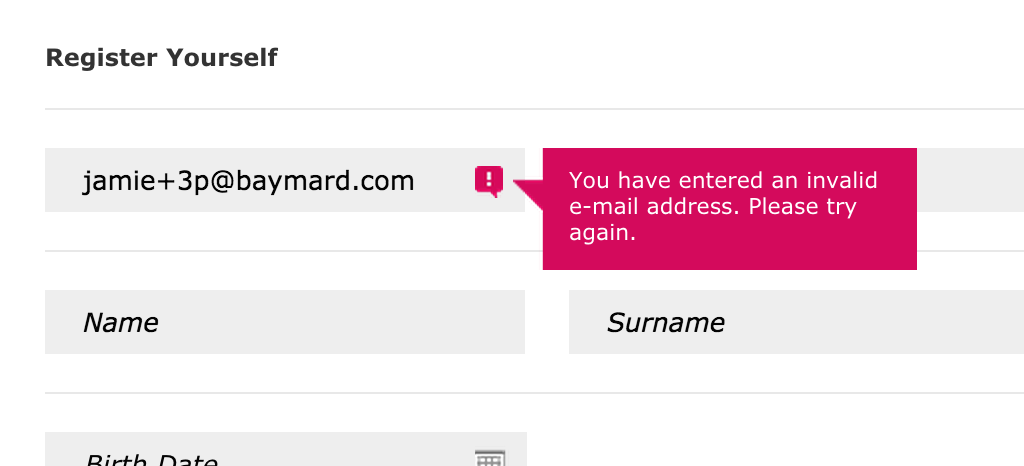 Register Yourself
jamie+3p@baymard.com
You have entered an invalid
e-mail address. Please try
again.
Name
Surname
Birth Date